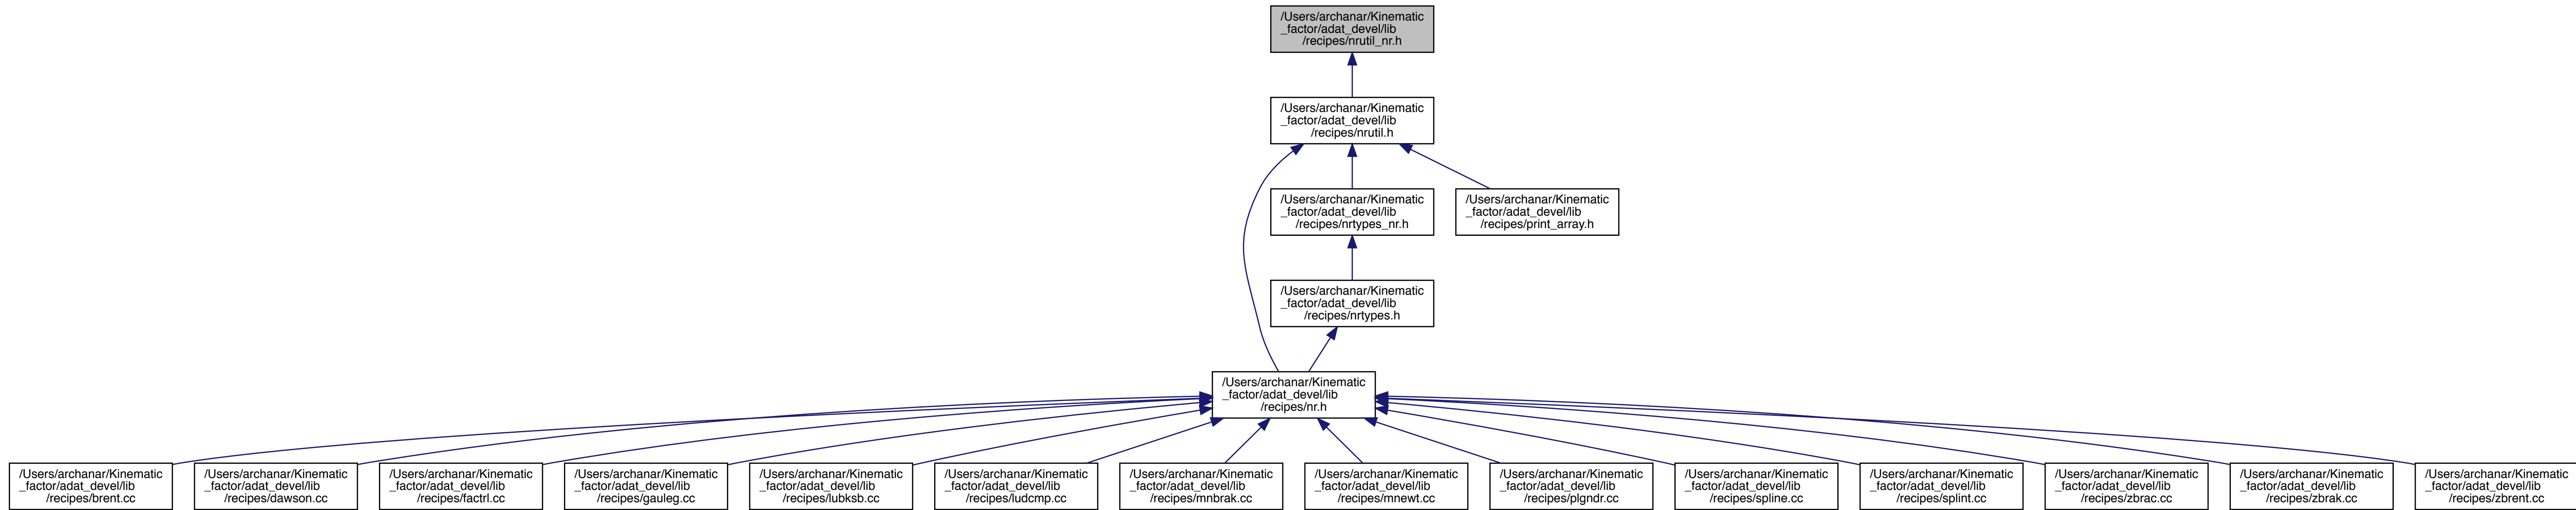 /Users/archanar/Kinematic
_factor/adat_devel/lib
/recipes/nrutil_nr.h
/Users/archanar/Kinematic
_factor/adat_devel/lib
/recipes/nrutil.h
/Users/archanar/Kinematic
_factor/adat_devel/lib
/recipes/nrtypes_nr.h
/Users/archanar/Kinematic
_factor/adat_devel/lib
/recipes/print_array.h
/Users/archanar/Kinematic
_factor/adat_devel/lib
/recipes/nrtypes.h
/Users/archanar/Kinematic
_factor/adat_devel/lib
/recipes/nr.h
/Users/archanar/Kinematic
_factor/adat_devel/lib
/recipes/brent.cc
/Users/archanar/Kinematic
_factor/adat_devel/lib
/recipes/dawson.cc
/Users/archanar/Kinematic
_factor/adat_devel/lib
/recipes/factrl.cc
/Users/archanar/Kinematic
_factor/adat_devel/lib
/recipes/gauleg.cc
/Users/archanar/Kinematic
_factor/adat_devel/lib
/recipes/lubksb.cc
/Users/archanar/Kinematic
_factor/adat_devel/lib
/recipes/ludcmp.cc
/Users/archanar/Kinematic
_factor/adat_devel/lib
/recipes/mnbrak.cc
/Users/archanar/Kinematic
_factor/adat_devel/lib
/recipes/mnewt.cc
/Users/archanar/Kinematic
_factor/adat_devel/lib
/recipes/plgndr.cc
/Users/archanar/Kinematic
_factor/adat_devel/lib
/recipes/spline.cc
/Users/archanar/Kinematic
_factor/adat_devel/lib
/recipes/splint.cc
/Users/archanar/Kinematic
_factor/adat_devel/lib
/recipes/zbrac.cc
/Users/archanar/Kinematic
_factor/adat_devel/lib
/recipes/zbrak.cc
/Users/archanar/Kinematic
_factor/adat_devel/lib
/recipes/zbrent.cc